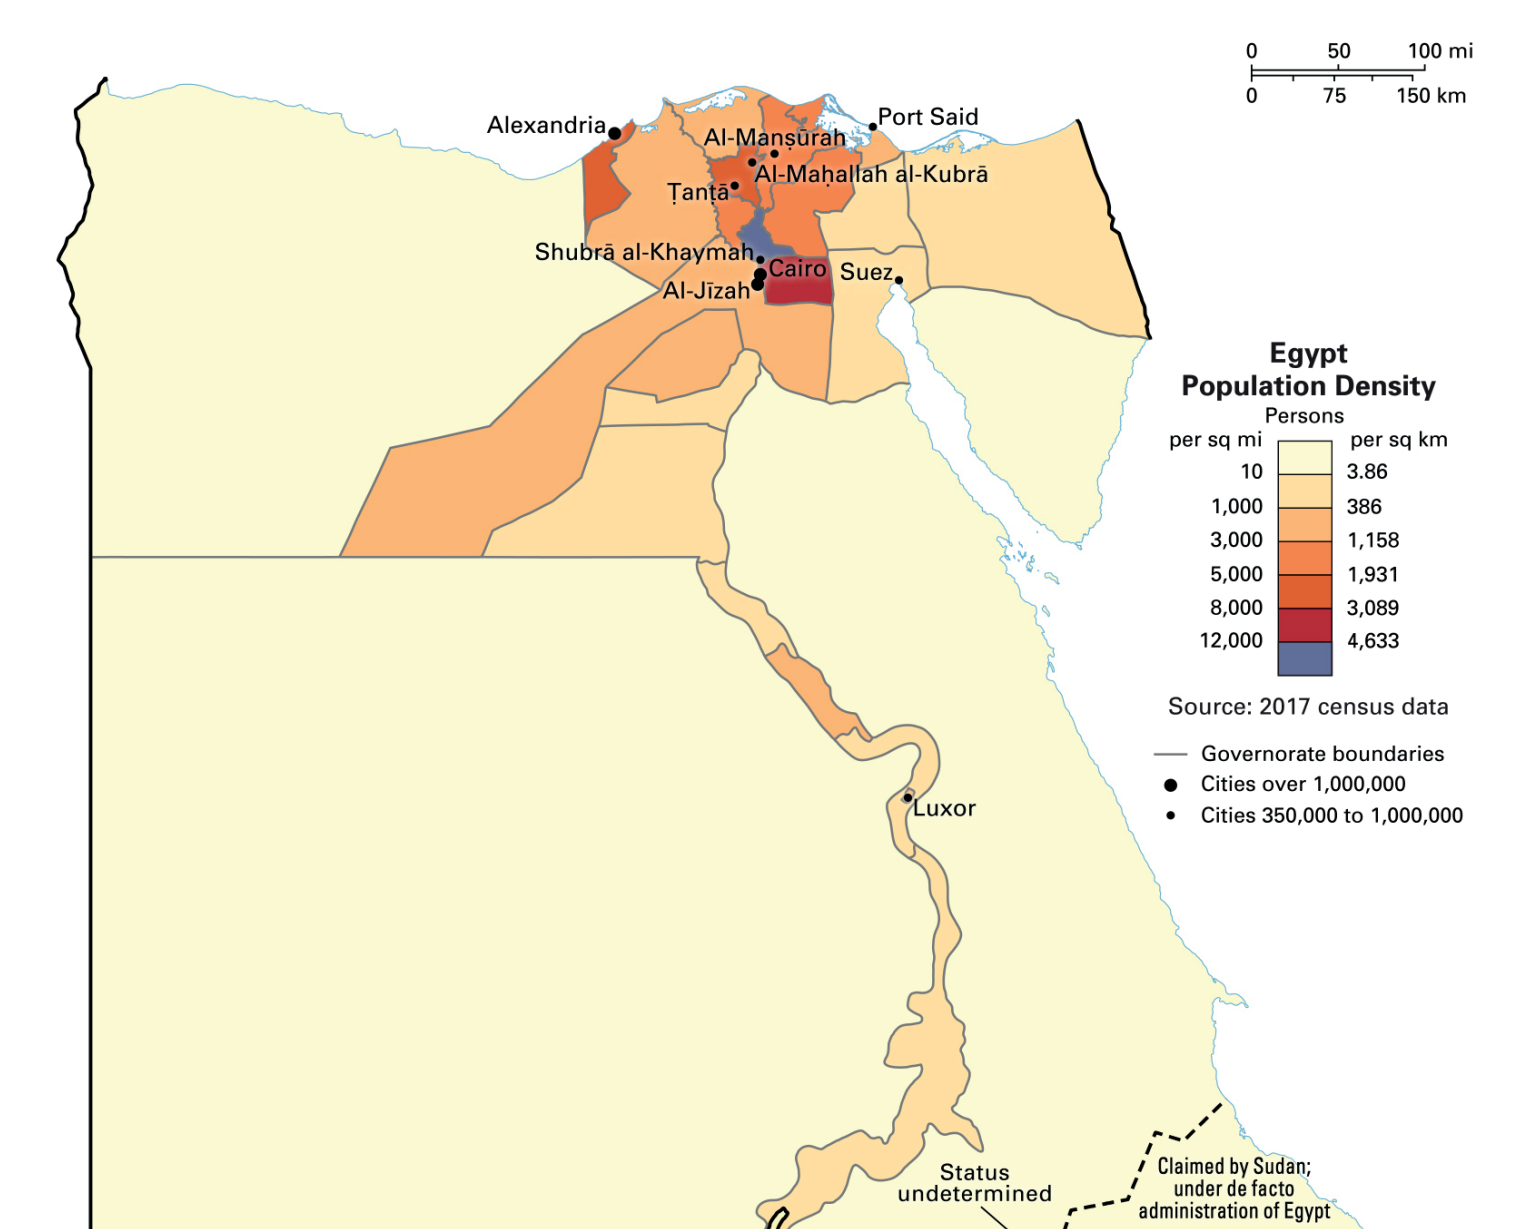 0 50 100 mi
0 75 150 km
Alexandria
Port Said
Al-Manṣūrah
Al-Maḥallah al-Kubrā
Ṭanṭā
Shubrā al-Khaymah
Cairo
Suez
Al-Jīzah
Egypt
Population Density
Persons
per sq mi per sq km
10 3.86
1,000 386
3,000 1,158
5,000 1,931
8,000 3,089
12,000 4,633
Source: 2017 census data
Governorate boundaries
Cities over 1,000,000
Cities 350,000 to 1,000,000
Luxor
Status
undetermined
Claimed by Sudan;
under de facto
administration of Egypt